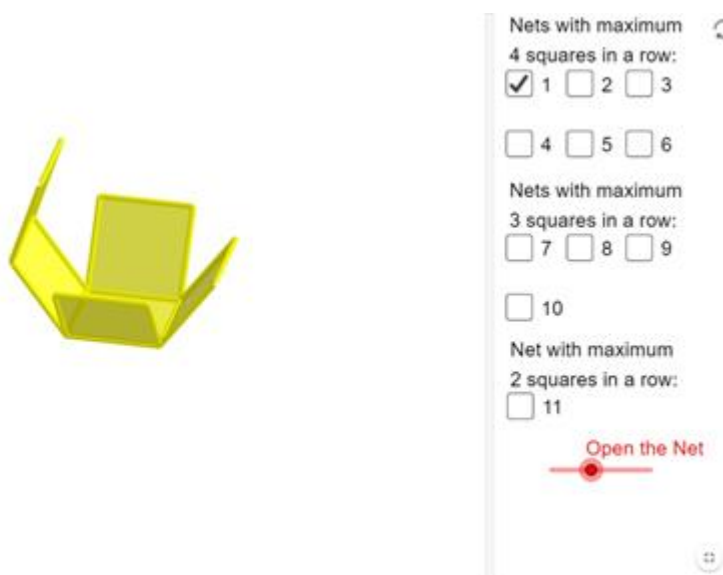 Nets with maximum
4 squares in a row:
1 2 3
4 5 6
Nets with maximum
3 squares in a row:
7 8 9
10
Net with maximum
2 squares in a row:
11
Open the Net